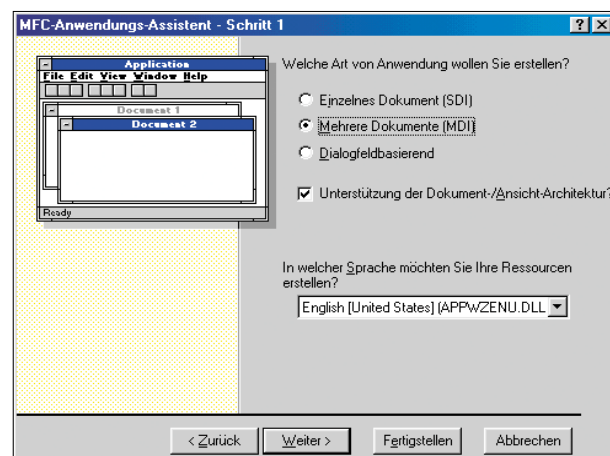 MFC-Anwendungs-Assistent - Schritt 1
Application
File Edit View Window Help
Document 1
Document 2
Ready
Welche Art von Anwendung wollen Sie erstellen?
Einzelnes Dokument (SDI)
Mehrere Dokumente (MDI)
Dialogfeldbasierend
Unterstützung der Dokument-/Ansicht-Architektur?
In welcher Sprache möchten Sie Ihre Ressourcen
erstellen?
English [United States] (APPWZENU.DLL
< Zurück
Weiter >
Fertigstellen
Abbrechen